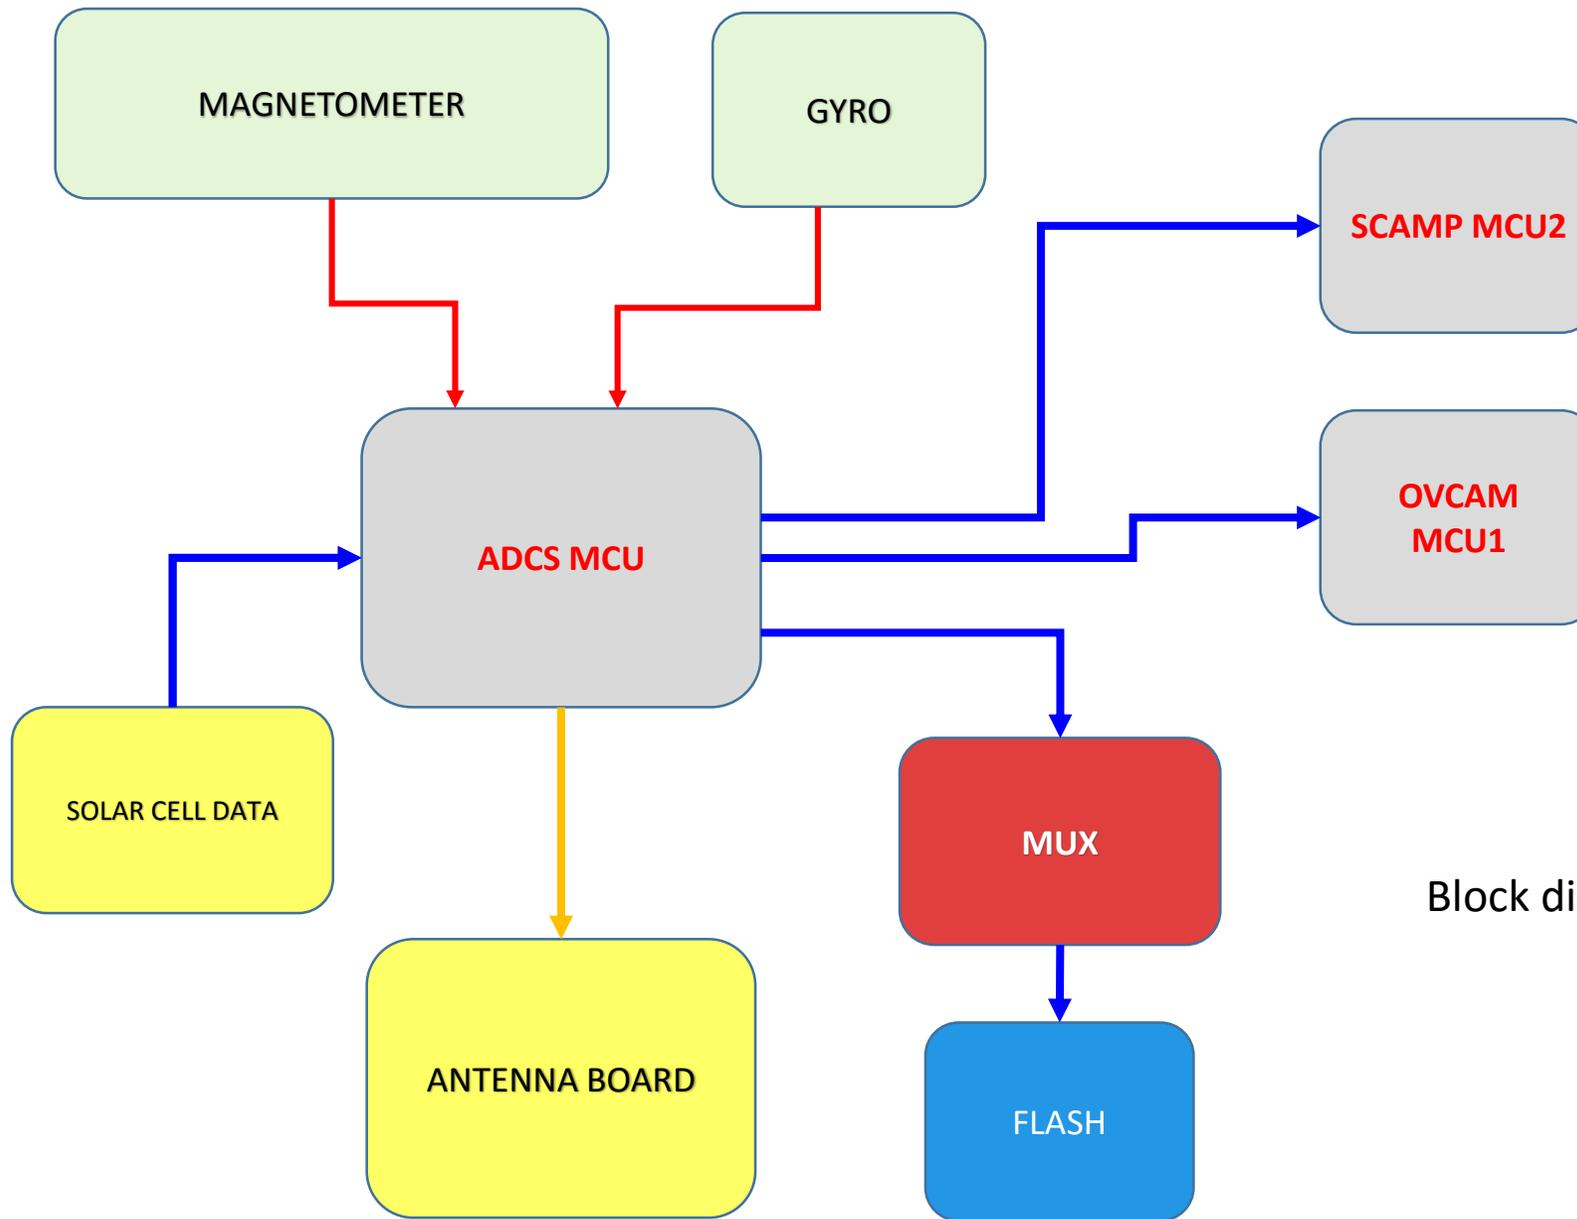 MAGNETOMETER
GYRO
SCAMP MCU2
OVCAM
MCU1
ADCS MCU
SOLAR CELL DATA
MUX
Block di
ANTENNA BOARD
FLASH